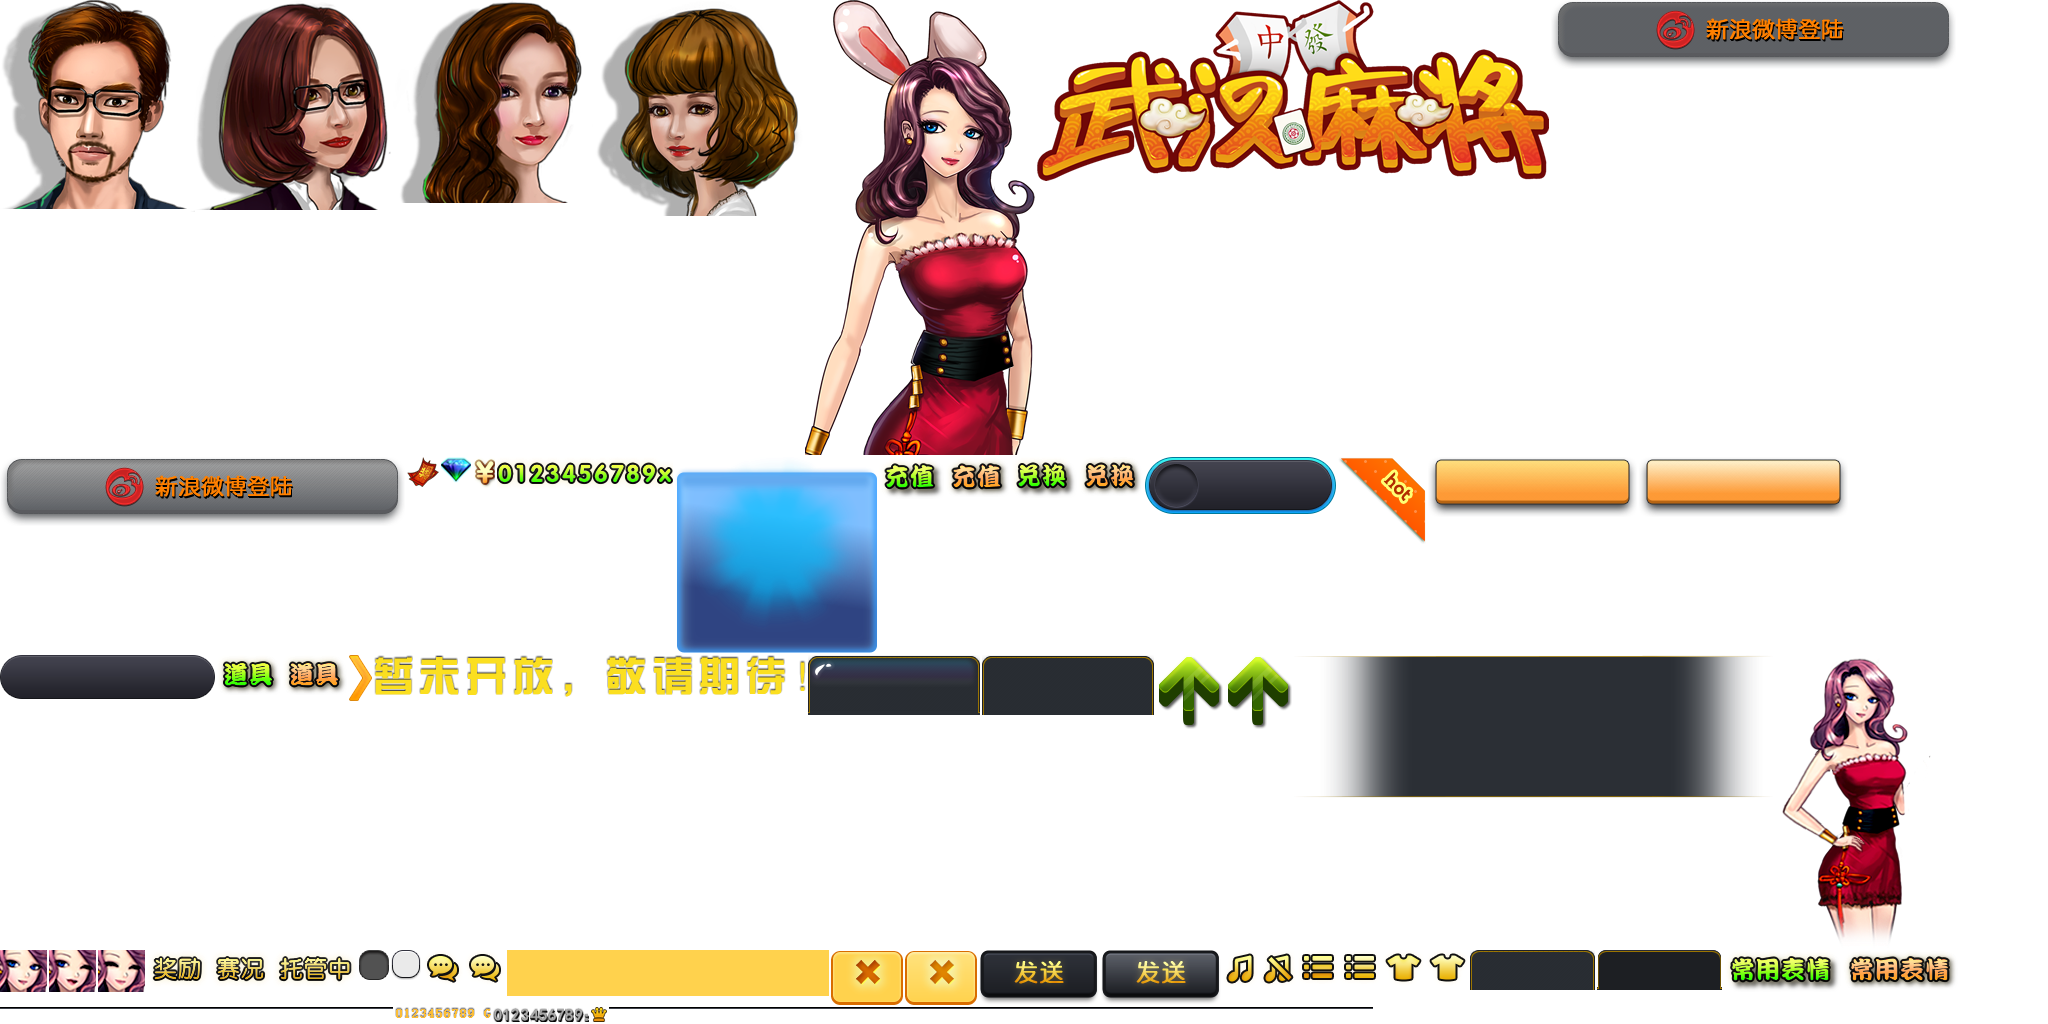 中 發
武汉麻将
新浪微博登陆
新浪微博登陆
¥0123456789x
充值 充值 兑换 兑换
hot
道具 道具
暂未开放，敬请期待！
奖励 赛况 托管中
发送 发送
常用表情 常用表情
0123456789
0123456789: